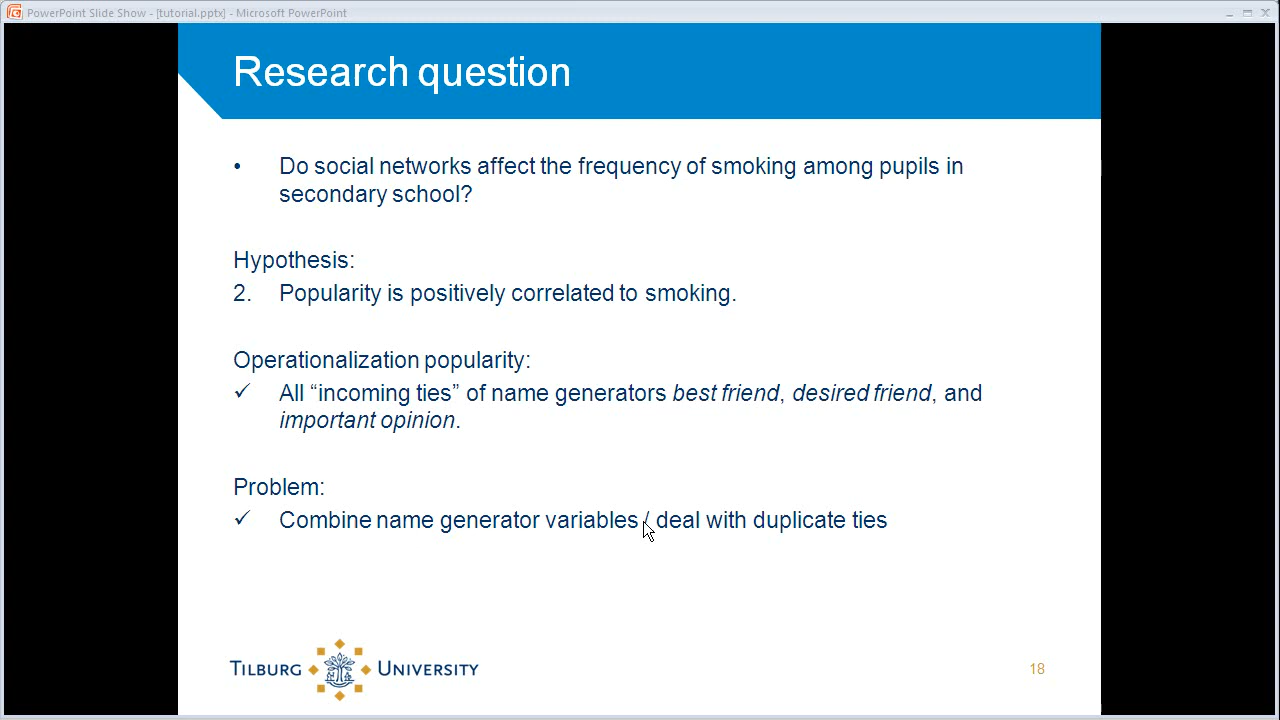 PowerPoint Slide Show - [tutorial.pptx] - Microsoft PowerPoint
Research question
• Do social networks affect the frequency of smoking among pupils in
secondary school?
Hypothesis:
2. Popularity is positively correlated to smoking.
Operationalization popularity:
✓ All “incoming ties” of name generators best friend, desired friend, and
important opinion.
Problem:
✓ Combine name generator variables / deal with duplicate ties
TILBURG UNIVERSITY
18